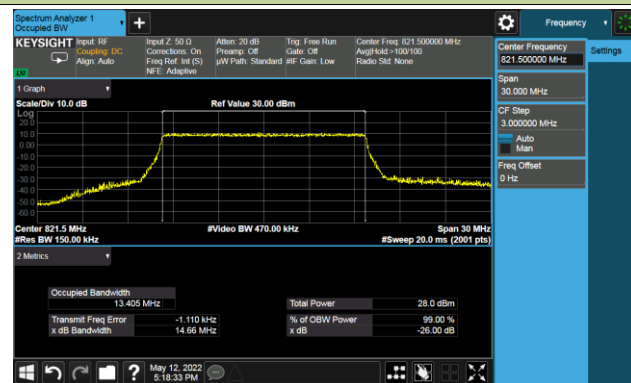 Spectrum Analyzer 1
Occupied BW
Frequency
KEYSIGHT
Input: RF
Coupling: DC
Align: Auto
Input Z: 50 Ω
Corrections: On
Freq Ref: Int (S)
NFE: Adaptive
Atten: 20 dB
Preamp: Off
µW Path: Standard
Trig: Free Run
Gate: Off
#IF Gain: Low
Center Freq: 821.500000 MHz
Avg|Hold:>100/100
Radio Std: None
Center Frequency
821.500000 MHz
Settings
Span
30.000 MHz
CF Step
3.000000 MHz
Auto
Man
Freq Offset
0 Hz
1 Graph
Scale/Div 10.0 dB
Ref Value 30.00 dBm
Log
20.0
10.0
0.00
-10.0
-20.0
-30.0
-40.0
-50.0
-60.0
Center 821.5 MHz
#Video BW 470.00 kHz
Span 30 MHz
#Res BW 150.00 kHz
#Sweep 20.0 ms (2001 pts)
2 Metrics
Occupied Bandwidth
13.405 MHz
Total Power
28.0 dBm
Transmit Freq Error
-1.110 kHz
% of OBW Power
99.00 %
x dB Bandwidth
14.66 MHz
x dB
-26.00 dB
May 12, 2022
5:18:33 PM